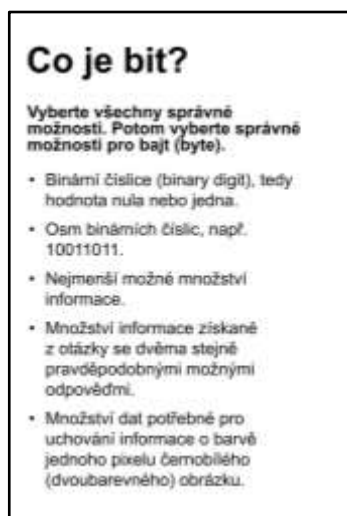 Co je bit?
Vyberte všechny správné
možnosti. Potom vyberte správné
možnosti pro bajt (byte).
• Binární číslice (binary digit), tedy
hodnota nula nebo jedna.
• Osm binárních číslic, např.
10011011.
• Nejmenší možné množství
informace.
• Množství informace získané
z otázky se dvěma stejně
pravděpodobnými možnými
odpověďmi.
• Množství dat potřebné pro
uchování informace o barvě
jednoho pixelu černobílého
(dvoubarevného) obrázku.